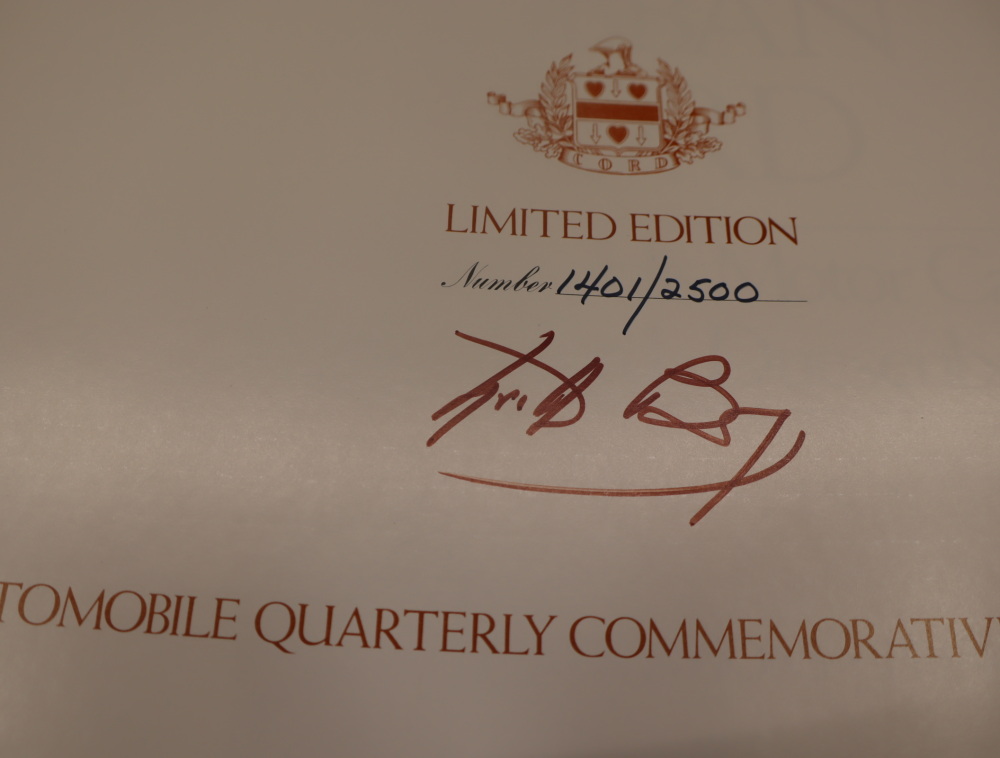 CORD
LIMITED EDITION
Number 1401/2500
TOMOBILE QUARTERLY COMMEMORATIV